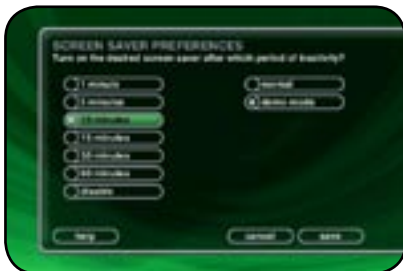 SCREEN SAVER PREFERENCES
Turn on the desired screen saver after which period of inactivity?
1 minute
5 minutes
normal
demo mode
10 minutes
15 minutes
30 minutes
60 minutes
disable
help
cancel
save